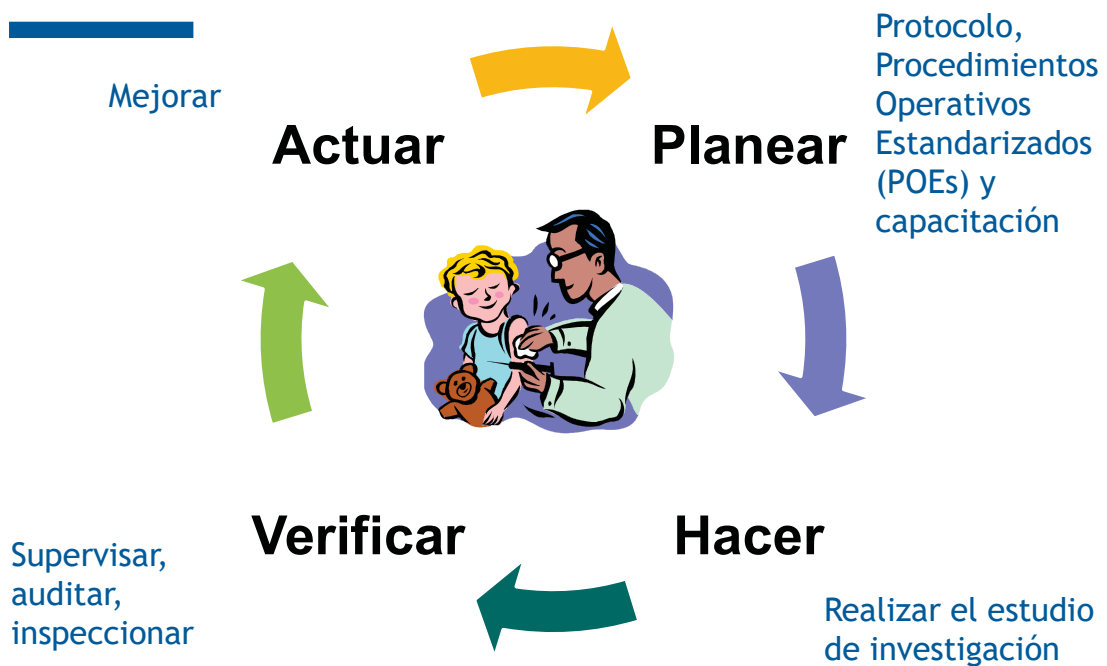 Mejorar
Actuar
Planear
Protocolo,
Procedimientos
Operativos
Estandarizados
(POEs) y
capacitación
Verificar
Hacer
Supervisar,
auditar,
inspeccionar
Realizar el estudio
de investigación